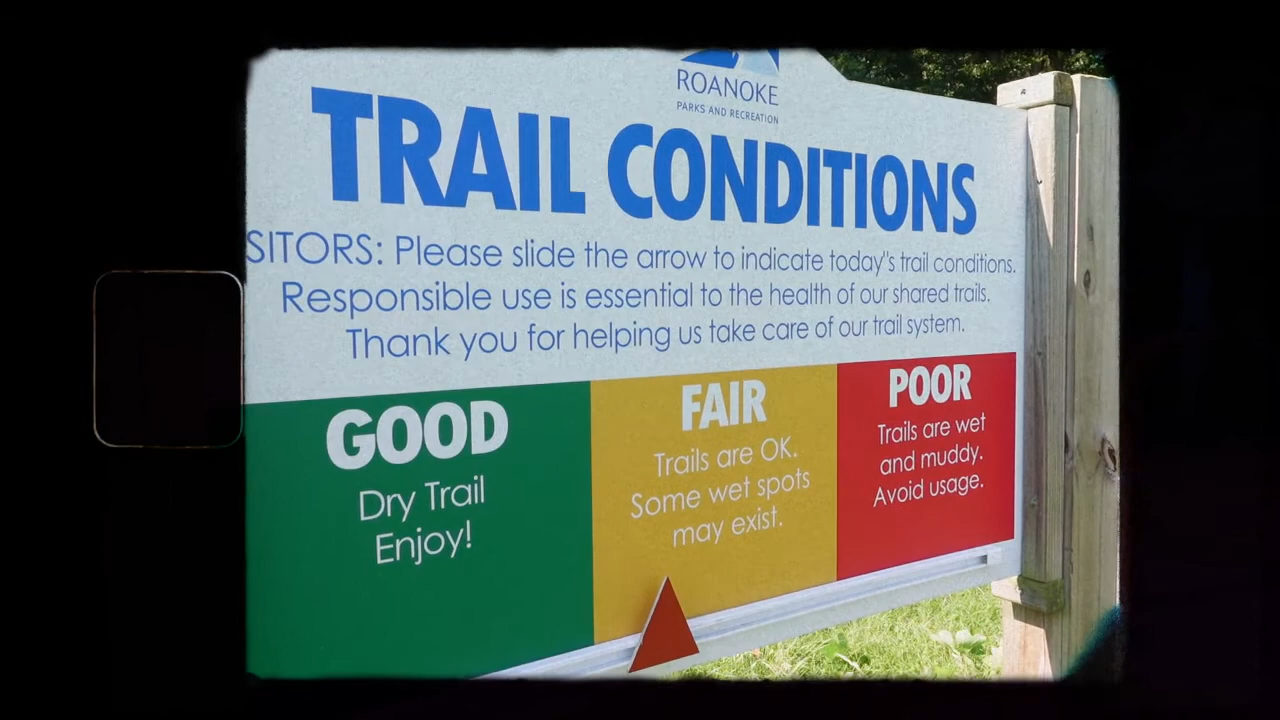 ROANOKE
PARKS AND RECREATION
TRAIL CONDITIONS
SITORS: Please slide the arrow to indicate today"s trail conditions.
Responsible use is essential to the health of our shared trails.
Thank you for helping us take care of our trail system.
GOOD
Dry Trail
Enjoy!
FAIR
Trails are OK.
Some wet spots
may exist.
POOR
Trails are wet
and muddy.
Avoid usage.